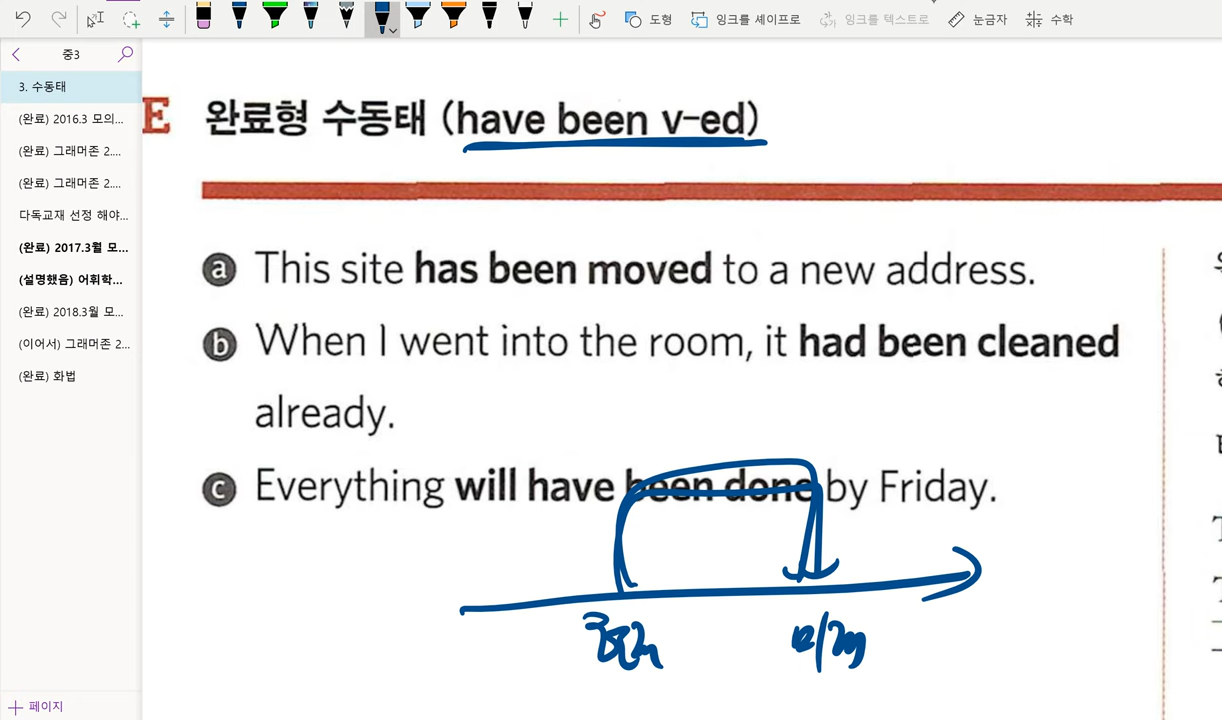 도형
잉크를 셰이프로
잉크를 텍스트로
눈금자
수학
중3
3. 수동태
(완료) 2016.3 모의...
(완료) 그래머존 2....
(완료) 그래머존 2....
다독교재 선정 해야...
(완료) 2017.3월 모...
(설명했음) 어휘학...
(완료) 2018.3월 모...
(이어서) 그래머존 2...
(완료) 화법
페이지
E 완료형 수동태 (have been v-ed)
a This site has been moved to a new address.
b When I went into the room, it had been cleaned
already.
c Everything will have been done by Friday.